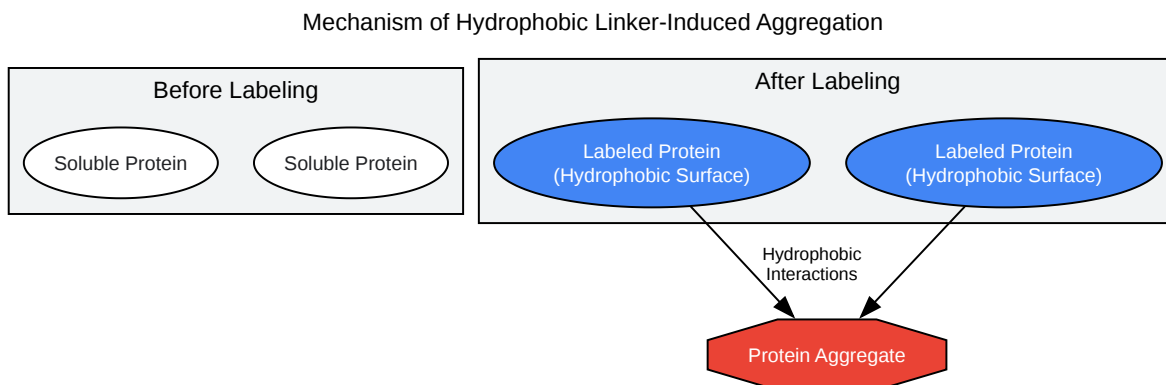 Mechanism of Hydrophobic Linker-Induced Aggregation
Before Labeling
Soluble Protein
Soluble Protein
After Labeling
Labeled Protein
(Hydrophobic Surface)
Labeled Protein
(Hydrophobic Surface)
Hydrophobic
Interactions
Protein Aggregate